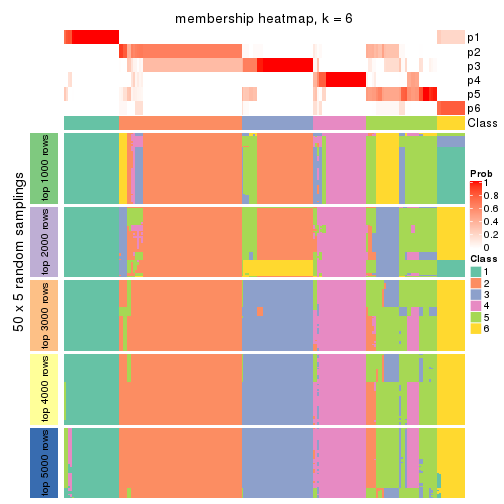 membership heatmap, k = 6
p1
p2
p3
p4
p5
p6
Class
50 x 5 random samplings
top 1000 rows
top 2000 rows
top 3000 rows
top 4000 rows
top 5000 rows
Prob
1
0.8
0.6
0.4
0.2
0
Class
1
2
3
4
5
6